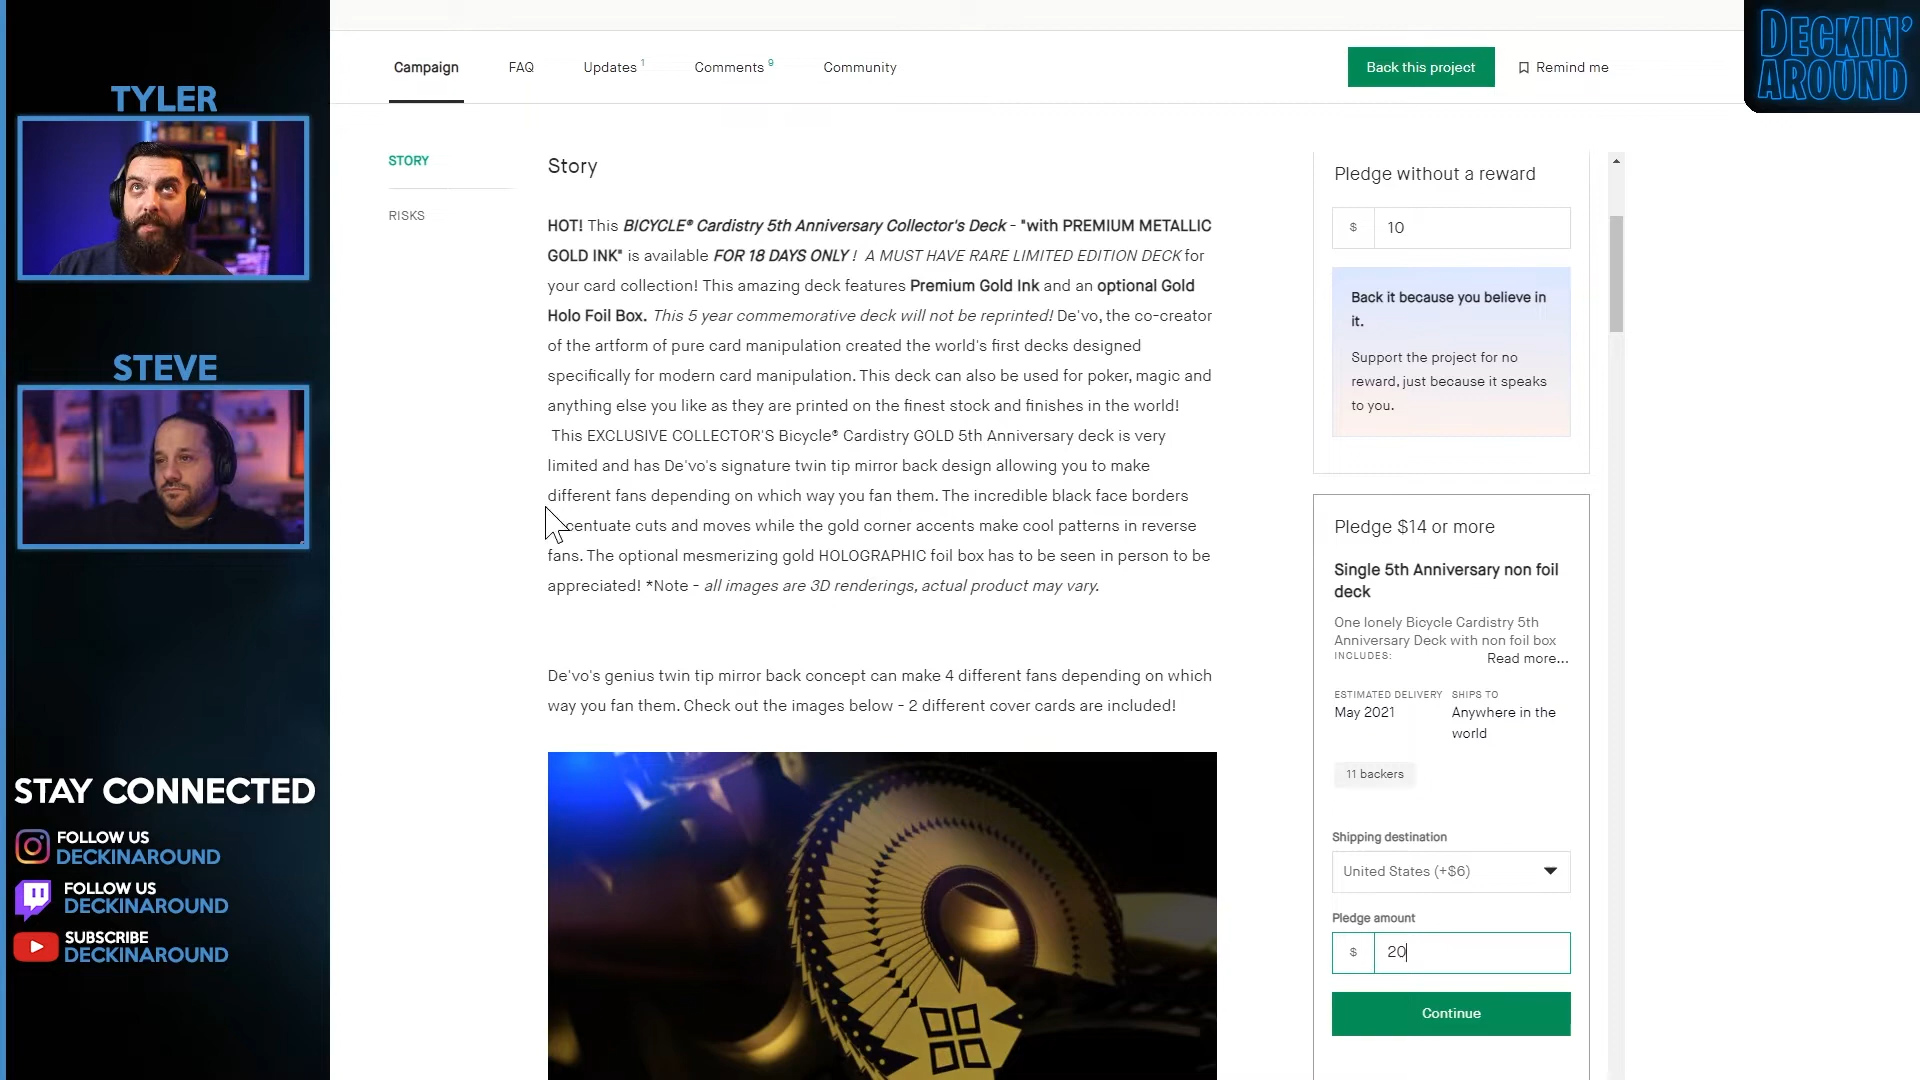 TYLER
STEVE
STAY CONNECTED
FOLLOW US
DECKINAROUND
FOLLOW US
DECKINAROUND
SUBSCRIBE
DECKINAROUND
DECKIN'
AROUND
Campaign FAQ Updates 1 Comments 9 Community
Back this project Remind me
STORY
RISKS
Story
HOT! This BICYCLE® Cardistry 5th Anniversary Collector's Deck - "with PREMIUM METALLIC
GOLD INK" is available FOR 18 DAYS ONLY ! A MUST HAVE RARE LIMITED EDITION DECK for
your card collection! This amazing deck features Premium Gold Ink and an optional Gold
Holo Foil Box. This 5 year commemorative deck will not be reprinted! De'vo, the co-creator
of the artform of pure card manipulation created the world's first decks designed
specifically for modern card manipulation. This deck can also be used for poker, magic and
anything else you like as they are printed on the finest stock and finishes in the world!
This EXCLUSIVE COLLECTOR'S Bicycle® Cardistry GOLD 5th Anniversary deck is very
limited and has De'vo's signature twin tip mirror back design allowing you to make
different fans depending on which way you fan them. The incredible black face borders
centuate cuts and moves while the gold corner accents make cool patterns in reverse
fans. The optional mesmerizing gold HOLOGRAPHIC foil box has to be seen in person to be
appreciated! *Note - all images are 3D renderings, actual product may vary.
De'vo's genius twin tip mirror back concept can make 4 different fans depending on which
way you fan them. Check out the images below - 2 different cover cards are included!
Pledge without a reward
$ 10
Back it because you believe in
it.
Support the project for no
reward, just because it speaks
to you.
Pledge $14 or more
Single 5th Anniversary non foil
deck
One lonely Bicycle Cardistry 5th
Anniversary Deck with non foil box
INCLUDES:
Read more...
ESTIMATED DELIVERY SHIPS TO
May 2021 Anywhere in the
world
11 backers
Shipping destination
United States (+$6)
Pledge amount
$ 20
Continue